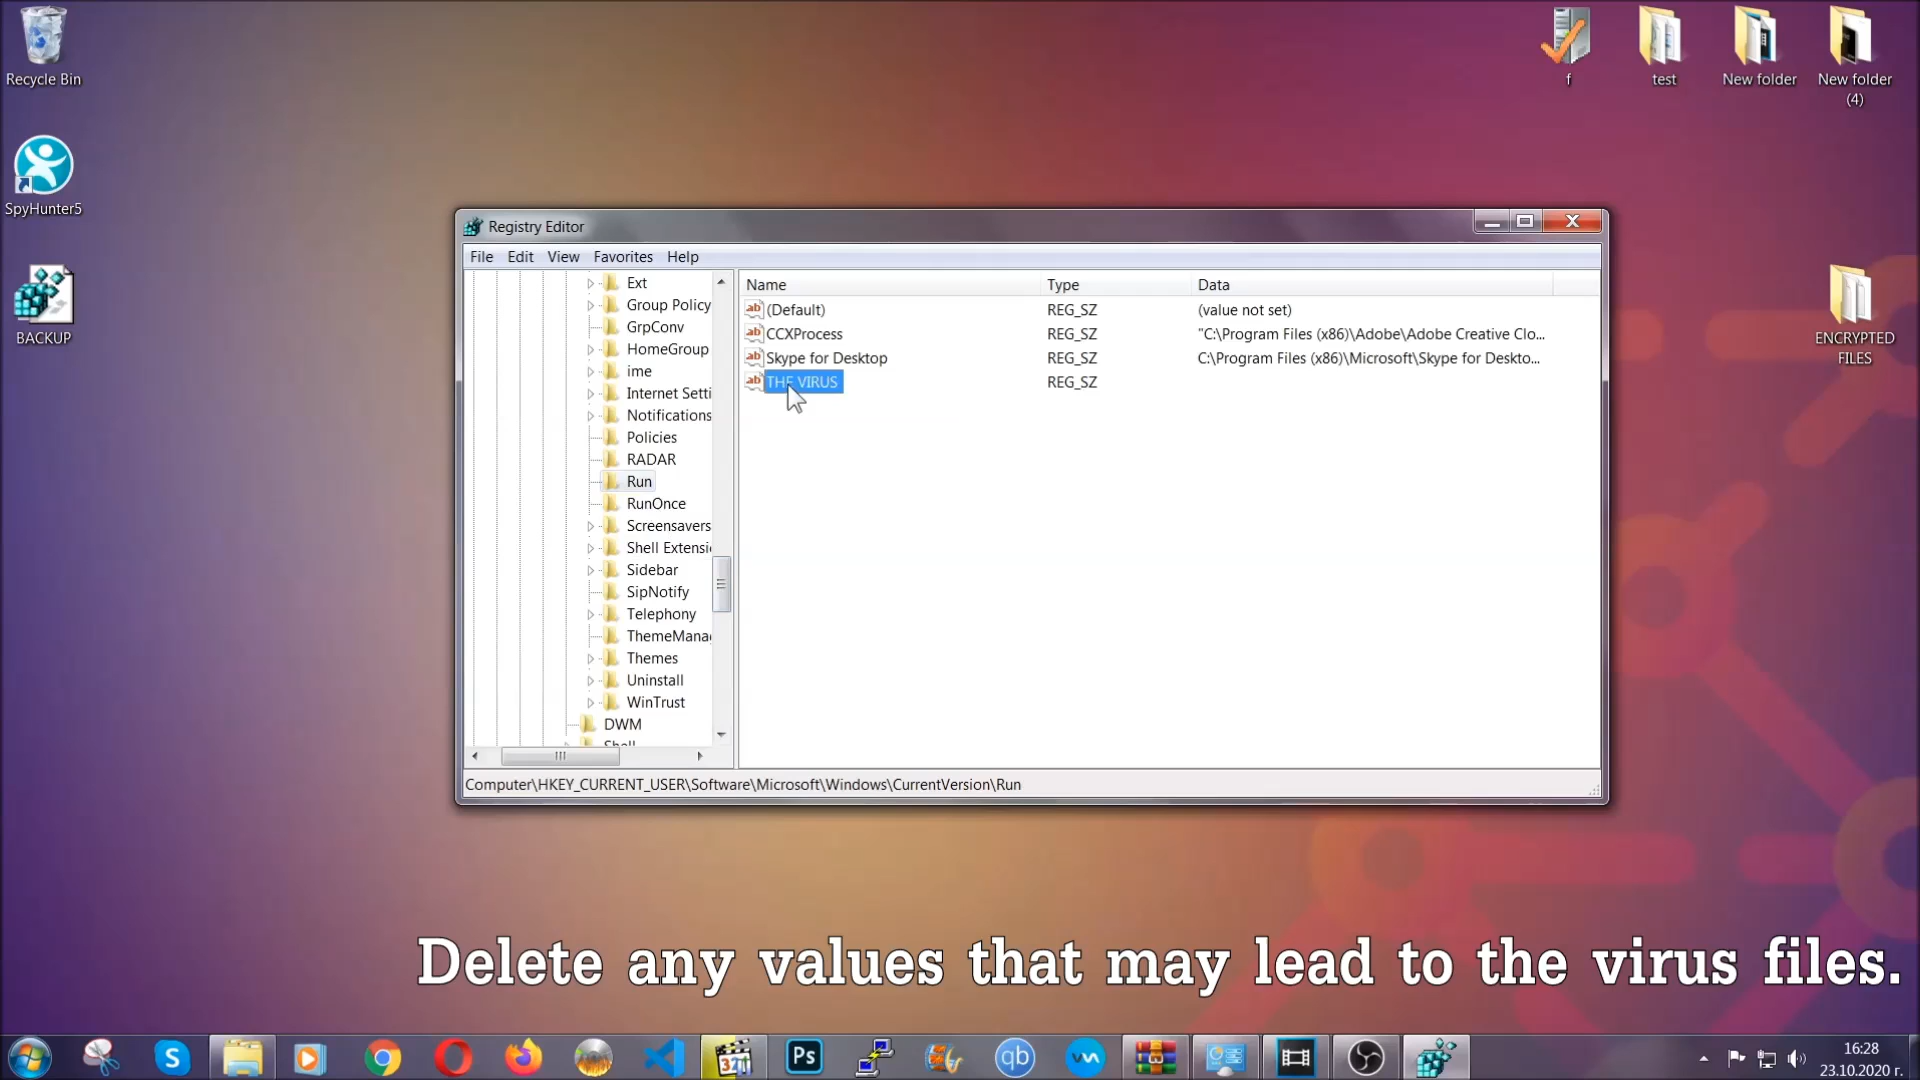 Recycle Bin
f
test
New folder
New folder
(4)
SpyHunter5
BACKUP
ENCRYPTED
FILES
Registry Editor
File Edit View Favorites Help
Ext
Group Policy
GrpConv
HomeGroup
ime
Internet Setti
Notifications
Policies
RADAR
Run
RunOnce
Screensavers
Shell Extensi
Sidebar
SipNotify
Telephony
ThemeMana
Themes
Uninstall
WinTrust
DWM
Shell
Name Type Data
(Default) REG_SZ (value not set)
CCXProcess REG_SZ "C:\Program Files (x86)\Adobe\Adobe Creative Clo...
Skype for Desktop REG_SZ C:\Program Files (x86)\Microsoft\Skype for Deskto...
THE VIRUS REG_SZ
Computer\HKEY_CURRENT_USER\Software\Microsoft\Windows\CurrentVersion\Run
Delete any values that may lead to the virus files.
S
321
Ps
qb
16:28
23.10.2020 г.